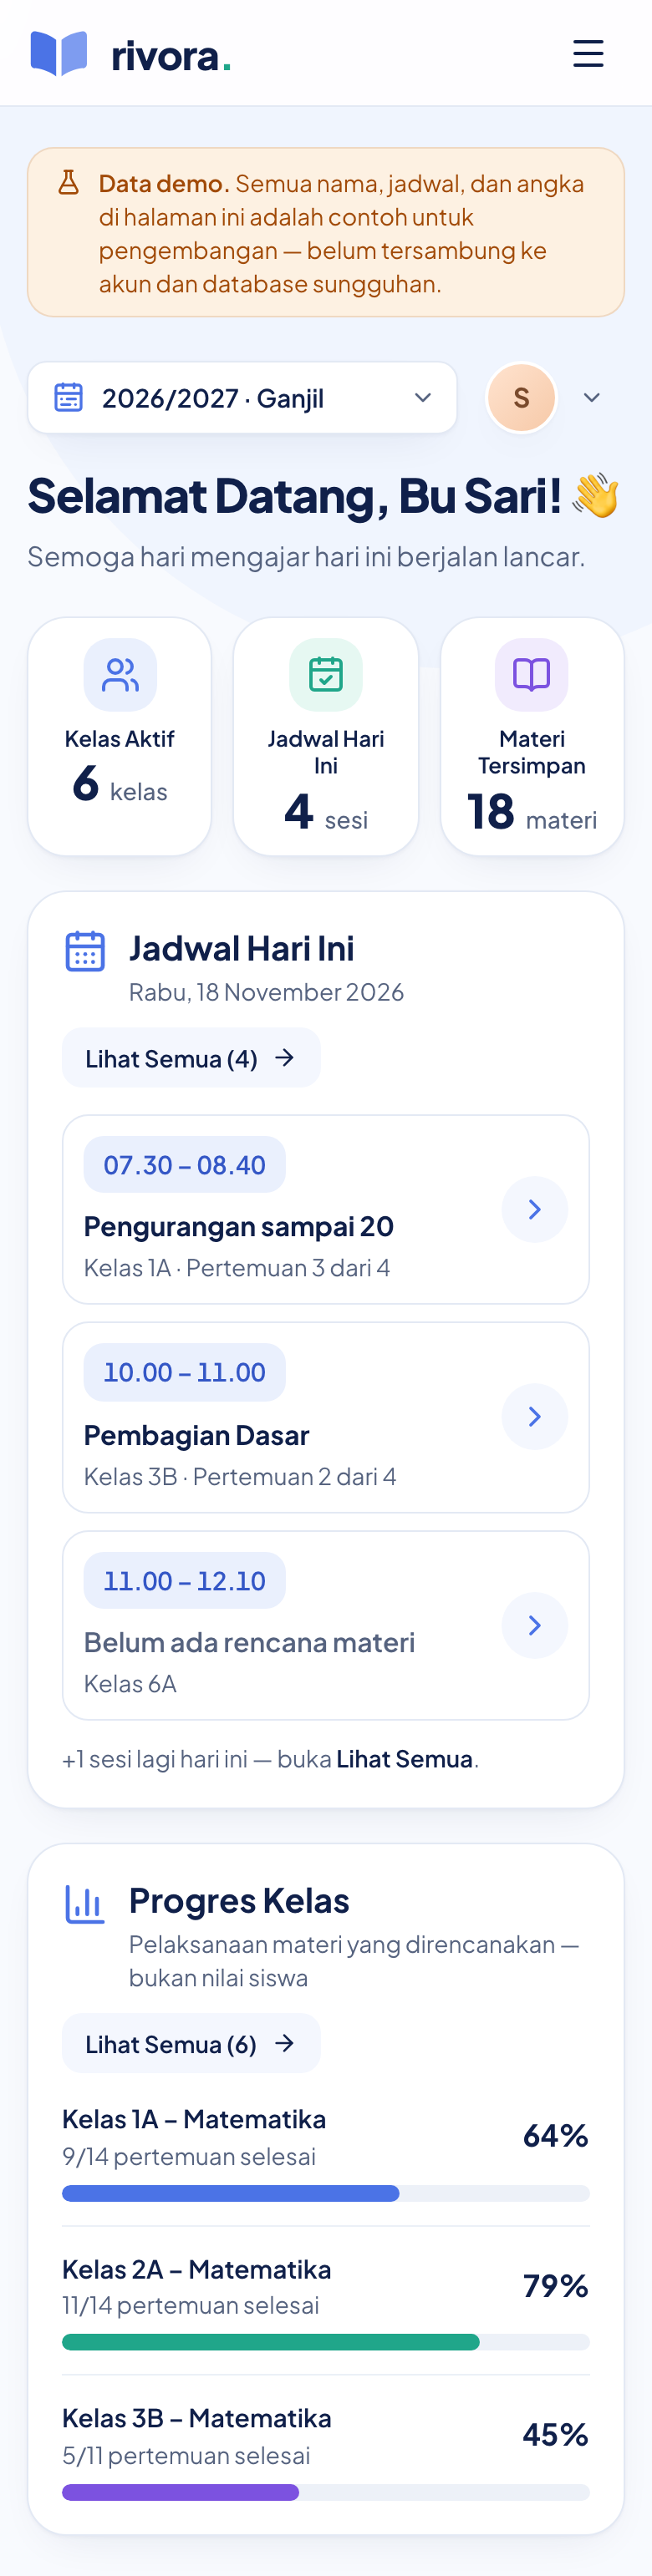 rivora.
Data demo. Semua nama, jadwal, dan angka
di halaman ini adalah contoh untuk
pengembangan — belum tersambung ke
akun dan database sungguhan.
2026/2027 · Ganjil
S
Selamat Datang, Bu Sari! 👋
Semoga hari mengajar hari ini berjalan lancar.
Kelas Aktif
6 kelas
Jadwal Hari
Ini
4 sesi
Materi
Tersimpan
18 materi
Jadwal Hari Ini
Rabu, 18 November 2026
Lihat Semua (4) →
07.30 – 08.40
Pengurangan sampai 20
Kelas 1A · Pertemuan 3 dari 4
10.00 – 11.00
Pembagian Dasar
Kelas 3B · Pertemuan 2 dari 4
11.00 – 12.10
Belum ada rencana materi
Kelas 6A
+1 sesi lagi hari ini — buka Lihat Semua.
Progres Kelas
Pelaksanaan materi yang direncanakan —
bukan nilai siswa
Lihat Semua (6) →
Kelas 1A – Matematika
64%
9/14 pertemuan selesai
Kelas 2A – Matematika
79%
11/14 pertemuan selesai
Kelas 3B – Matematika
45%
5/11 pertemuan selesai